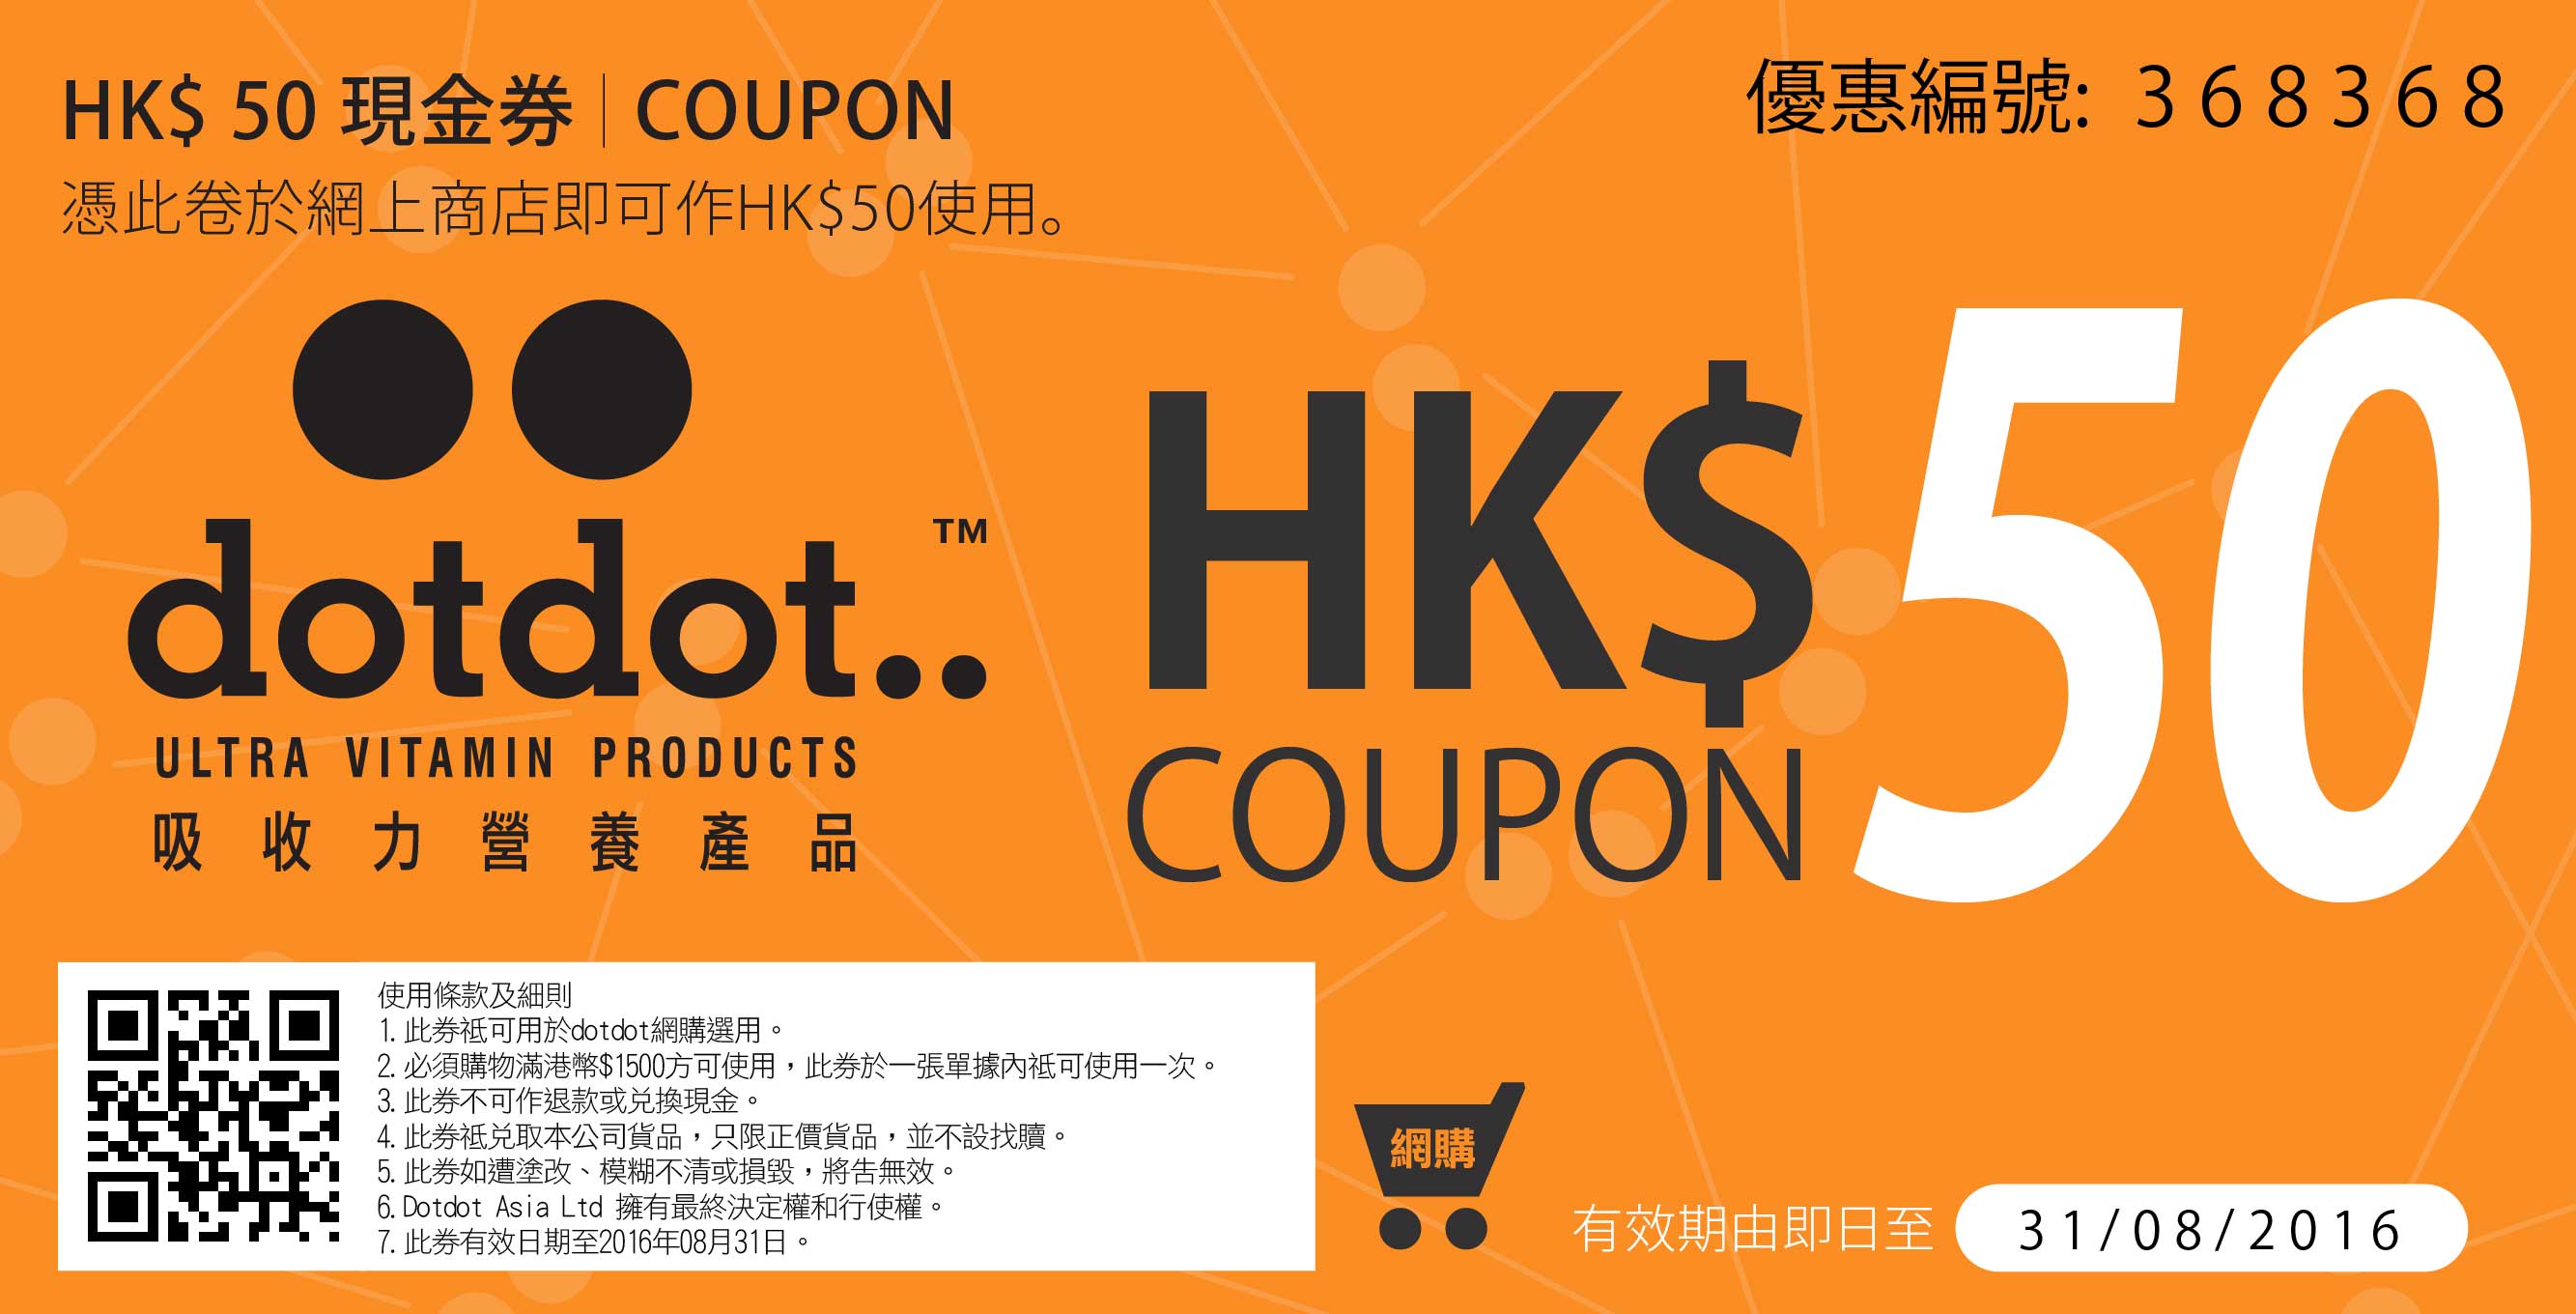 HK$ 50 現金券│COUPON
優惠編號: 368368
憑此卷於網上商店即可作HK$50使用。
dotdot..™
ULTRA VITAMIN PRODUCTS
吸收力營養產品
HK$50
COUPON
使用條款及細則
1. 此券祗可用於dotdot網購選用。
2. 必須購物滿港幣$1500方可使用，此券於一張單據內祗可使用一次。
3. 此券不可作退款或兌換現金。
4. 此券祗兌取本公司貨品，只限正價貨品，並不設找贖。
5. 此券如遭塗改、模糊不清或損毀，將告無效。
6. Dotdot Asia Ltd 擁有最終決定權和行使權。
7. 此券有效日期至2016年08月31日。
網購
有效期由即日至 31/08/2016